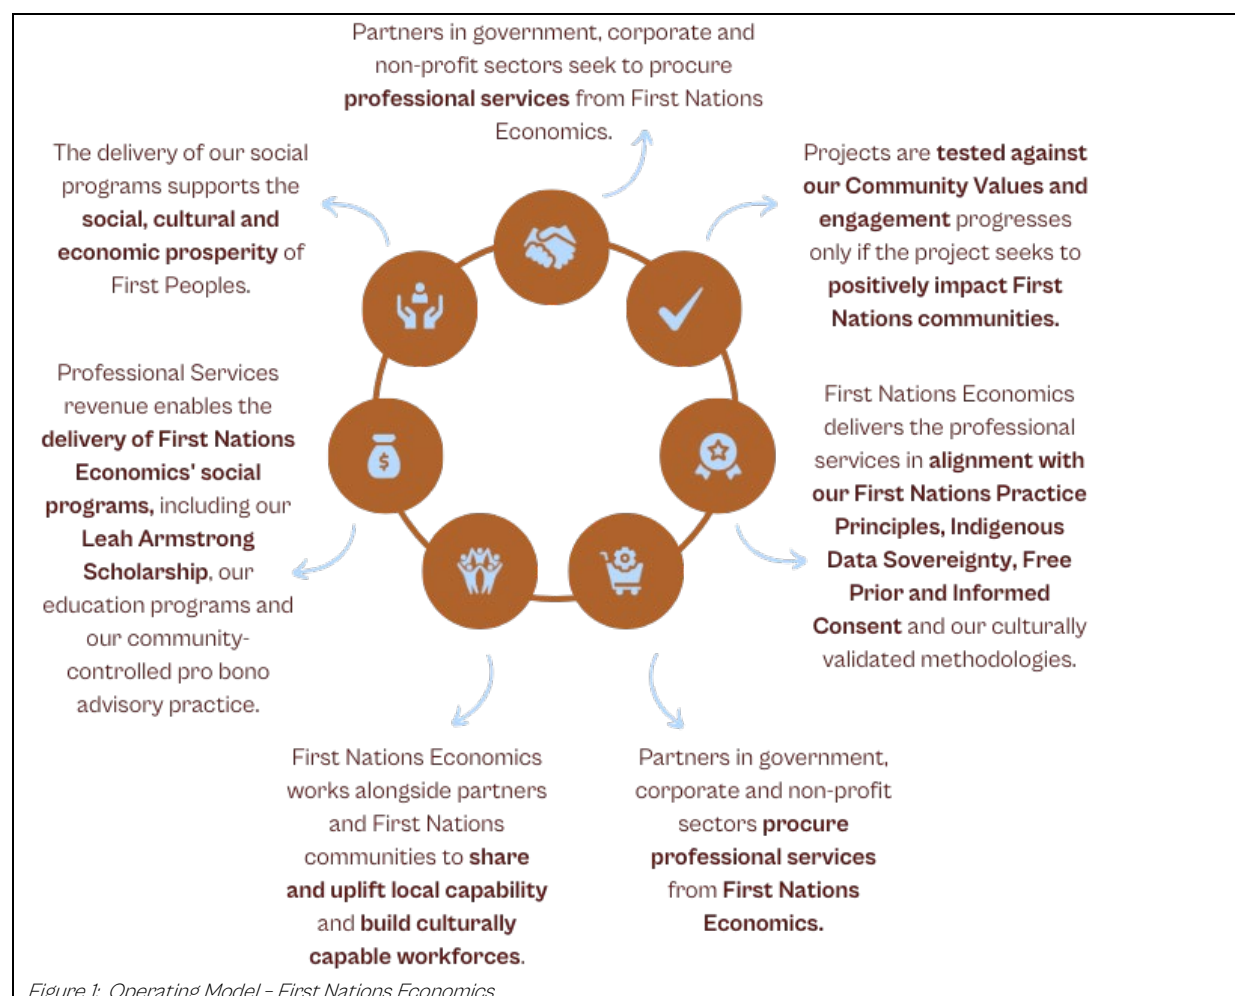 Partners in government, corporate and
non-profit sectors seek to procure
professional services from First Nations
Economics.
Projects are tested against
our Community Values and
engagement progresses
only if the project seeks to
positively impact First
Nations communities.
First Nations Economics
delivers the professional
services in alignment with
our First Nations Practice
Principles, Indigenous
Data Sovereignty, Free
Prior and Informed
Consent and our culturally
validated methodologies.
Partners in government,
corporate and non-profit
sectors procure
professional services
from First Nations
Economics.
First Nations Economics
works alongside partners
and First Nations
communities to share
and uplift local capability
and build culturally
capable workforces.
Professional Services
revenue enables the
delivery of First Nations
Economics' social
programs, including our
Leah Armstrong
Scholarship, our
education programs and
our community-
controlled pro bono
advisory practice.
The delivery of our social
programs supports the
social, cultural and
economic prosperity of
First Peoples.
$
Figure 1: Operating Model – First Nations Economics